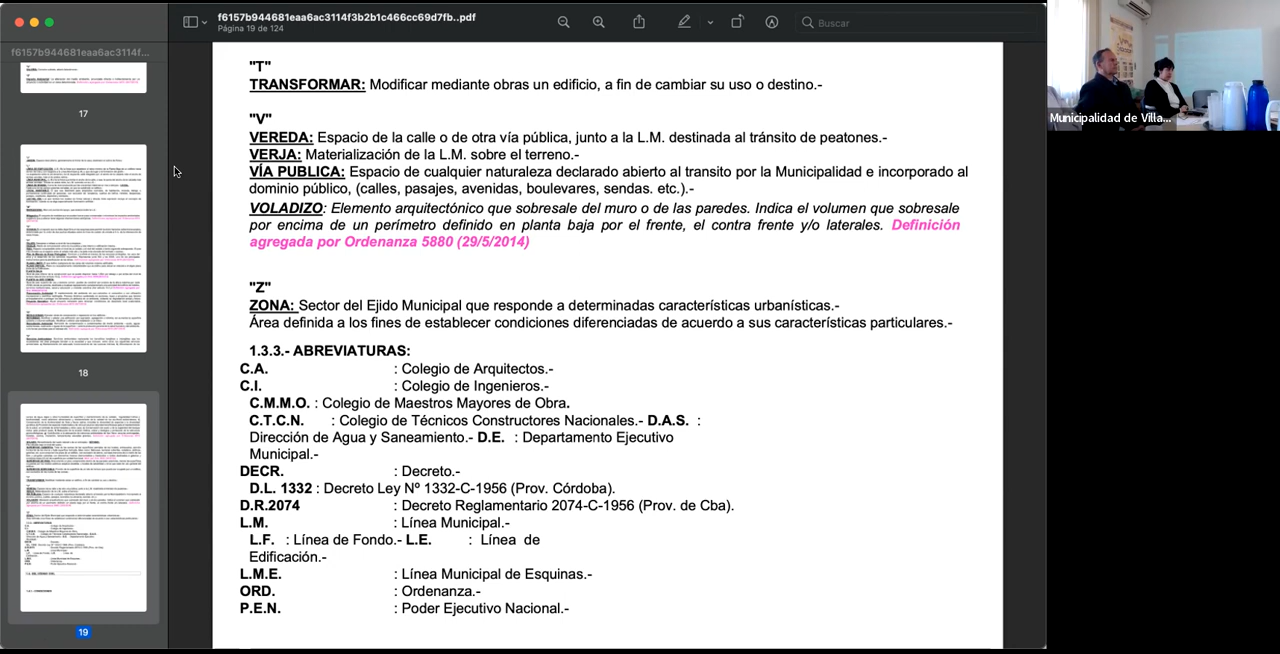 f6157b944681eaa6ac3114f3b2b1c466cc69d7fb..pdf
Página 19 de 124
Buscar
f6157b944681eaa6ac3114f...
17
18
19
"T"
TRANSFORMAR: Modificar mediante obras un edificio, a fin de cambiar su uso o destino.-
"V"
VEREDA: Espacio de la calle o de otra vía pública, junto a la L.M. destinada al tránsito de peatones.-
VERJA: Materialización de la L.M. sobre el terreno.-
VÍA PUBLICA: Espacio de cualquier naturaleza declarado abierto al transito por la Municipalidad e incorporado al
dominio público, (calles, pasajes, avenidas, boulevares, sendas. etc.).-
VOLADIZO: Elemento arquitectónico que sobresale del muro o de las paredes. Como el volumen que sobresale
por encima de un perímetro definido en planta baja por el frente, el contra frente y/o laterales. Definición
agregada por Ordenanza 5880 (29/5/2014)
"Z"
ZONA: Sector del Ejido Municipal que responde a determinadas características urbanísticas.-
Área definida a los fines de establecer condiciones diferenciadas de acuerdo a sus características particulares.-
1.3.3.- ABREVIATURAS:
C.A. : Colegio de Arquitectos.-
C.I. : Colegio de Ingenieros.-
C.M.M.O. : Colegio de Maestros Mayores de Obra.
C.T.C.N. : Colegio de Técnicos Constructores Nacionales.- D.A.S. :
Dirección de Agua y Saneamiento. D.E. : Departamento Ejecutivo
Municipal.-
DECR. : Decreto.-
D.L. 1332 : Decreto Ley Nº 1332-C-1956 (Prov. Córdoba).
D.R.2074 : Decreto Reglamentario 2074-C-1956 (Prov. de Cba).
L.M. : Línea Municipal.-
L.F. : Línea de Fondo.- L.E. : Línea de
Edificación.-
L.M.E. : Línea Municipal de Esquinas.-
ORD. : Ordenanza.-
P.E.N. : Poder Ejecutivo Nacional.-
Municipalidad de Villa...